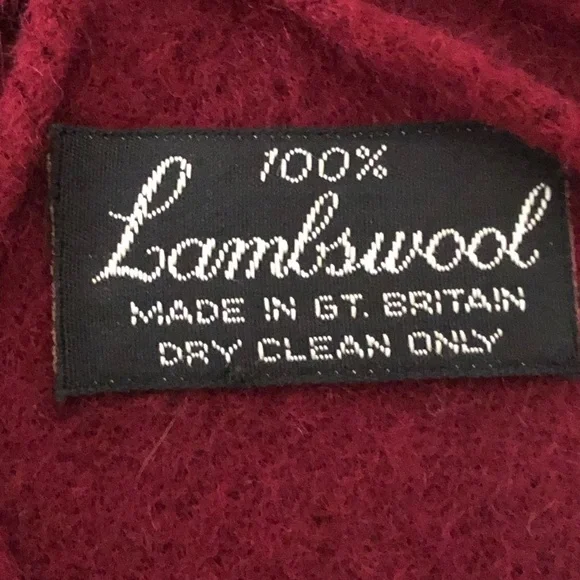 100%
Lambswool
MADE IN GT. BRITAIN
DRY CLEAN ONLY